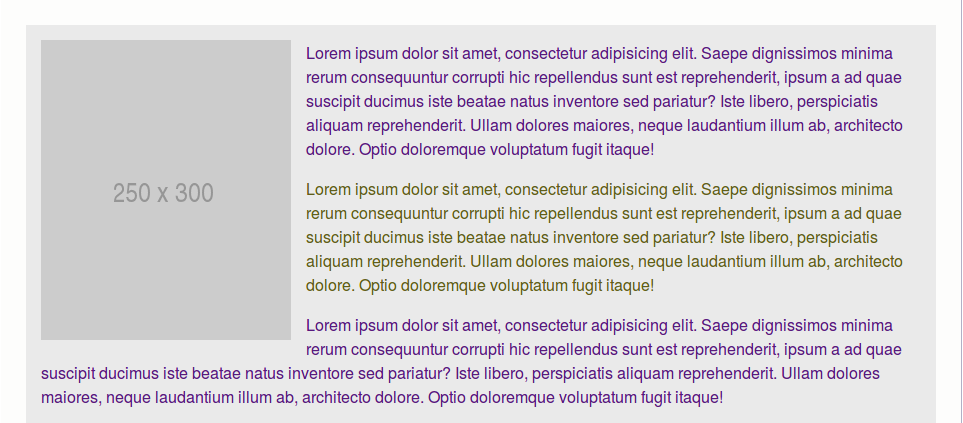 250 x 300
Lorem ipsum dolor sit amet, consectetur adipisicing elit. Saepe dignissimos minima
rerum consequuntur corrupti hic repellendus sunt est reprehenderit, ipsum a ad quae
suscipit ducimus iste beatae natus inventore sed pariatur? Iste libero, perspiciatis
aliquam reprehenderit. Ullam dolores maiores, neque laudantium illum ab, architecto
dolore. Optio doloremque voluptatum fugit itaque!
Lorem ipsum dolor sit amet, consectetur adipisicing elit. Saepe dignissimos minima
rerum consequuntur corrupti hic repellendus sunt est reprehenderit, ipsum a ad quae
suscipit ducimus iste beatae natus inventore sed pariatur? Iste libero, perspiciatis
aliquam reprehenderit. Ullam dolores maiores, neque laudantium illum ab, architecto
dolore. Optio doloremque voluptatum fugit itaque!
Lorem ipsum dolor sit amet, consectetur adipisicing elit. Saepe dignissimos minima
rerum consequuntur corrupti hic repellendus sunt est reprehenderit, ipsum a ad quae
suscipit ducimus iste beatae natus inventore sed pariatur? Iste libero, perspiciatis aliquam reprehenderit. Ullam dolores
maiores, neque laudantium illum ab, architecto dolore. Optio doloremque voluptatum fugit itaque!